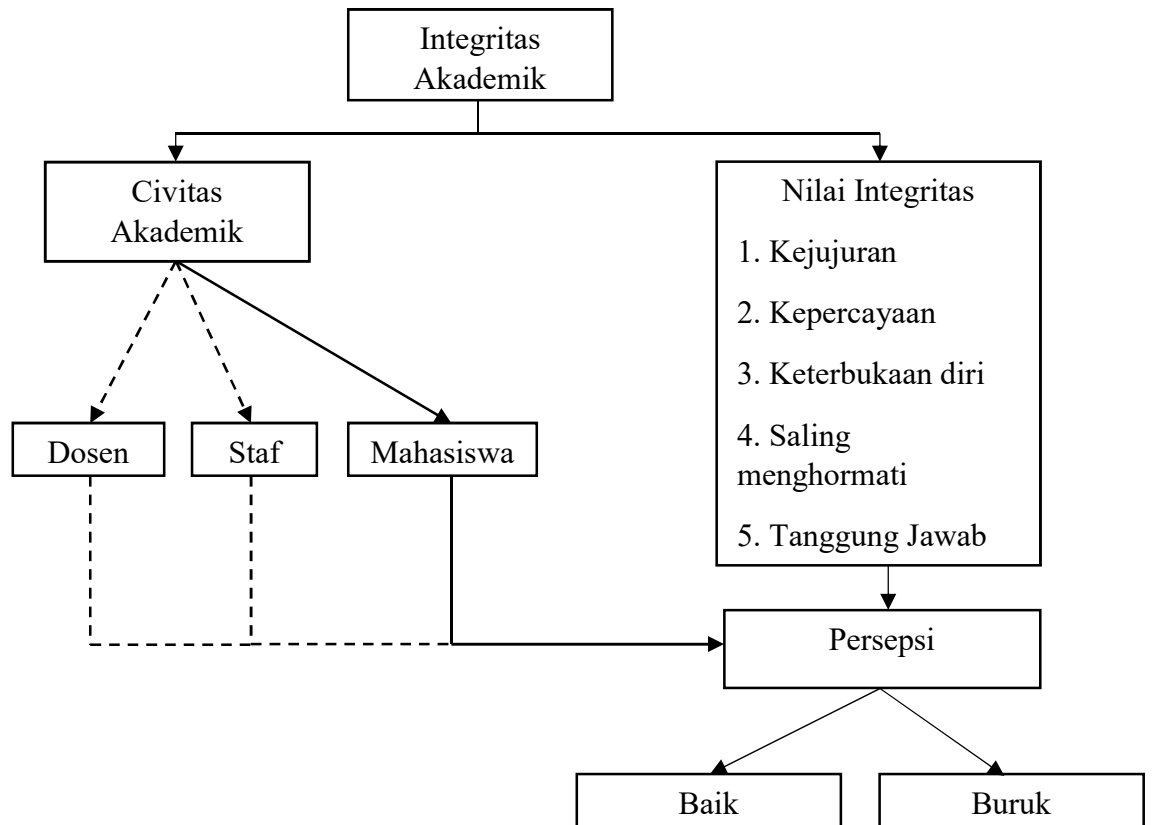 Integritas
Akademik
Civitas
Akademik
Nilai Integritas
1. Kejujuran
2. Kepercayaan
3. Keterbukaan diri
4. Saling
menghormati
5. Tanggung Jawab
Dosen
Staf
Mahasiswa
Persepsi
Baik
Buruk